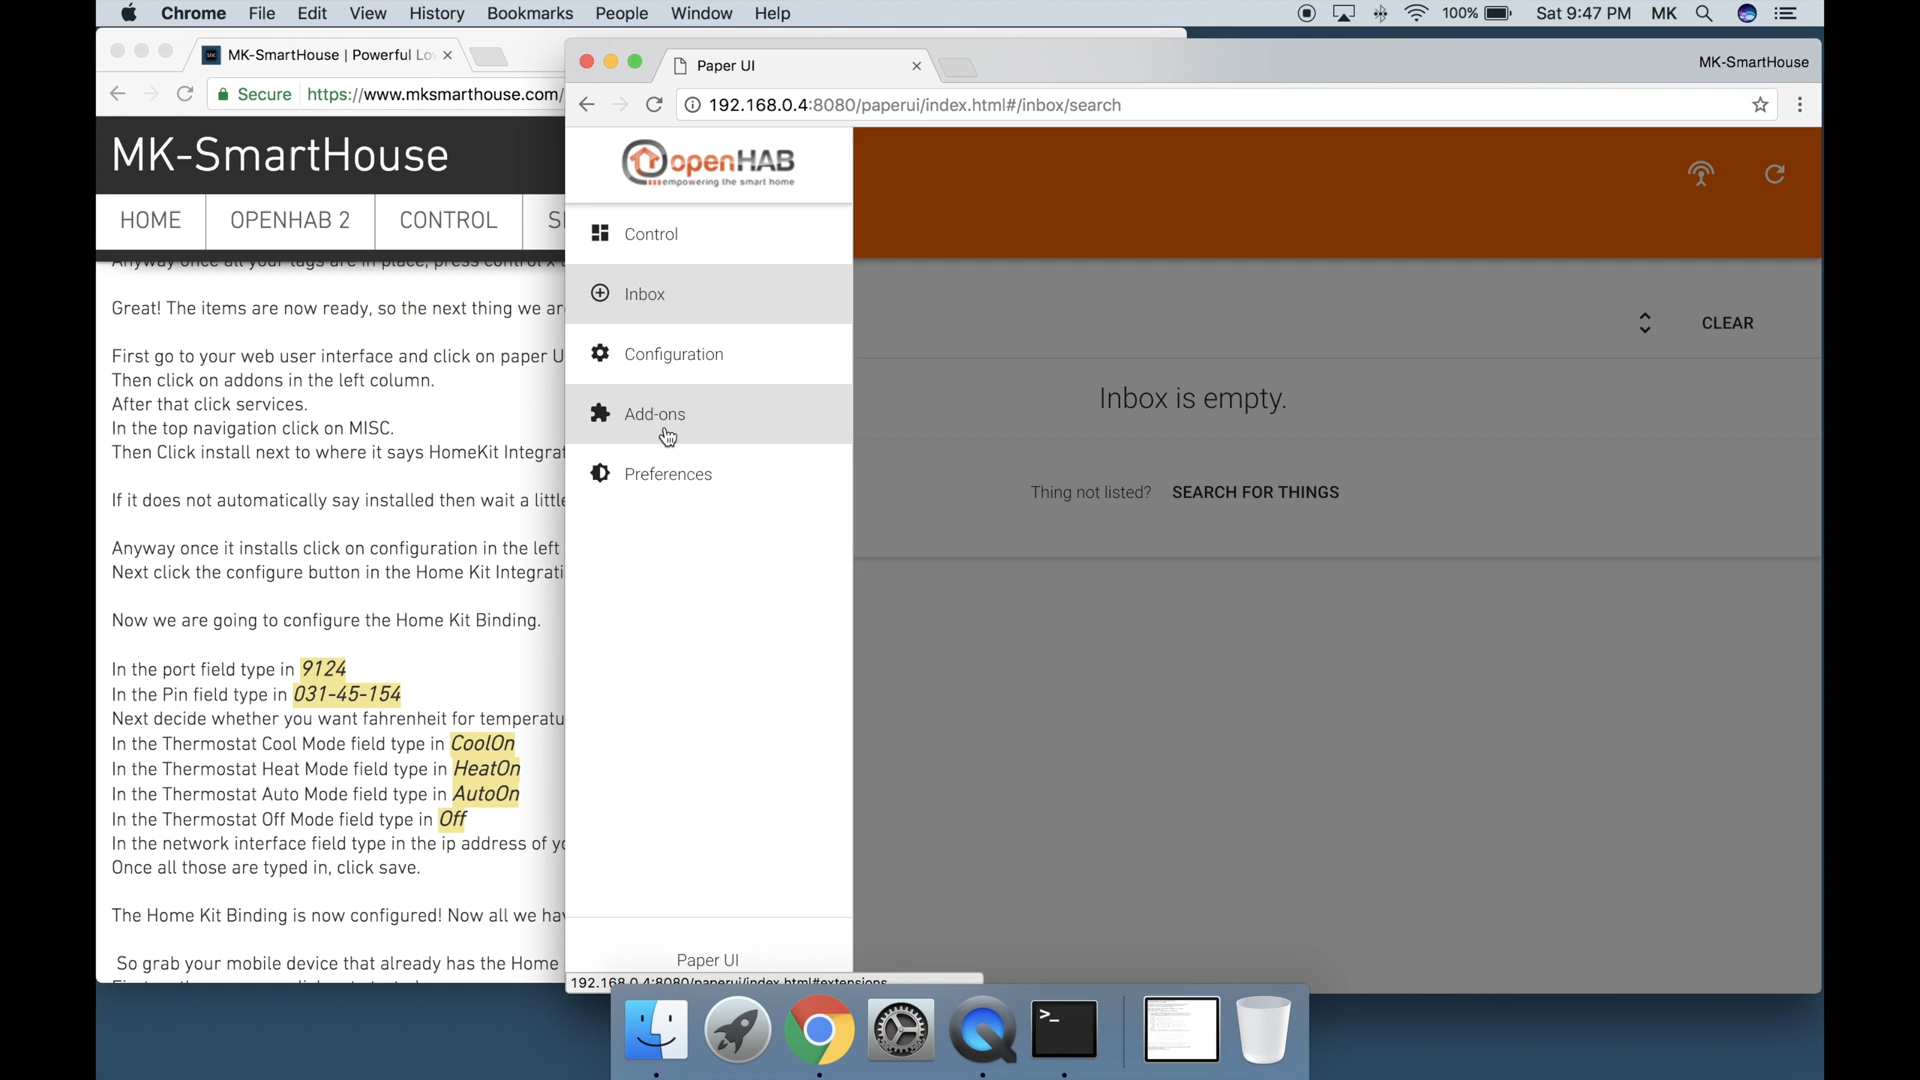 Chrome File Edit View History Bookmarks People Window Help
100% Sat 9:47 PM MK
MK-SmartHouse | Powerful Lo
Secure https://www.mksmarthouse.com/
MK-SmartHouse
HOME OPENHAB 2 CONTROL
Great! The items are now ready, so the next thing we ar
First go to your web user interface and click on paper U
Then click on addons in the left column.
After that click services.
In the top navigation click on MISC.
Then Click install next to where it says HomeKit Integrat
If it does not automatically say installed then wait a little
Anyway once it installs click on configuration in the left
Next click the configure button in the Home Kit Integrati
Now we are going to configure the Home Kit Binding.
In the port field type in 9124
In the Pin field type in 031-45-154
Next decide whether you want fahrenheit for temperatu
In the Thermostat Cool Mode field type in CoolOn
In the Thermostat Heat Mode field type in HeatOn
In the Thermostat Auto Mode field type in AutoOn
In the Thermostat Off Mode field type in Off
In the network interface field type in the ip address of yo
Once all those are typed in, click save.
The Home Kit Binding is now configured! Now all we hav
So grab your mobile device that already has the Home
Paper UI
MK-SmartHouse
192.168.0.4:8080/paperui/index.html#/inbox/search
openHAB
empowering the smart home
Control
Inbox
Configuration
Add-ons
Preferences
Paper UI
192.168.0.4:8080/paperui/index.html#extensions
CLEAR
Inbox is empty.
Thing not listed? SEARCH FOR THINGS